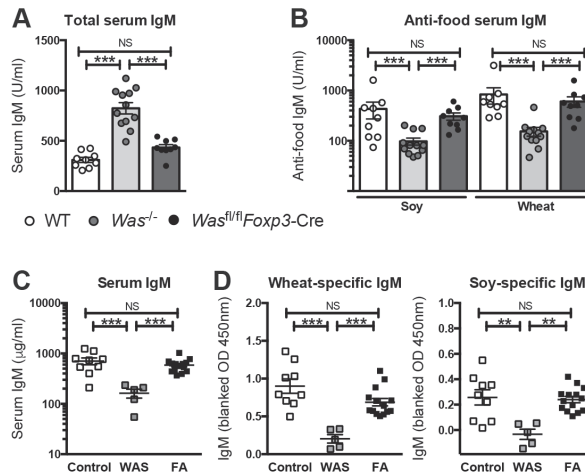 A
Total serum IgM
NS
***
***
Serum IgM (U/ml)
1500
1000
500
0
B
Anti-food serum IgM
NS
NS
***
***
***
***
Anti-food IgM (U/ml)
1000
100
10
Soy
Wheat
WT
Was-/-
Wasfl/flFoxp3-Cre
C
Serum IgM
NS
***
***
Serum IgM (µg/ml)
10000
1000
100
10
Control
WAS
FA
D
Wheat-specific IgM
NS
***
***
IgM (blanked OD 450nm)
2.0
1.5
1.0
0.5
0.0
Control
WAS
FA
Soy-specific IgM
NS
**
**
IgM (blanked OD 450nm)
1.0
0.8
0.6
0.4
0.2
0.0
Control
WAS
FA